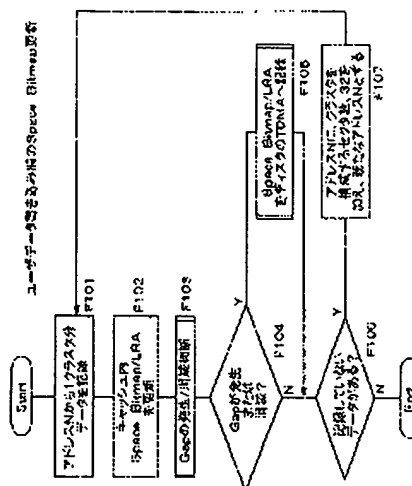 ユーザデータ書き込み時のSpace Bitmap更新
Start
F101
アドレスNから1クラスタ分
データを記録
F102
キャッシュ内
Space Bitmap/LRA
を更新
F103
Gapの発生/消滅判断
F104
Gapが発生
または
消滅?
Y
N
F105
Space Bitmap/LRA
をディスクのTDMAへ記録
F106
記録していない
データがある?
Y
N
F107
アドレスNに、クラスタを
構成するセクタ数、32を
加え、新たなアドレスNとする
End